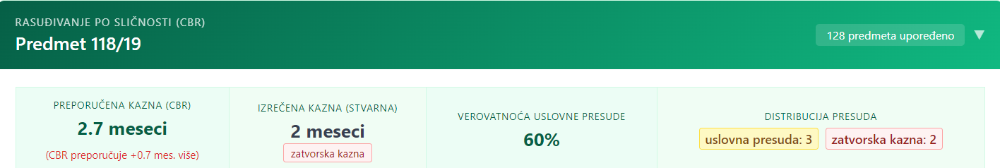 RASUĐIVANJE PO SLIČNOSTI (CBR)
Predmet 118/19
128 predmeta upoređeno
PREPORUČENA KAZNA (CBR)
2.7 meseci
(CBR preporučuje +0.7 mes. više)
IZREČENA KAZNA (STVARNA)
2 meseci
zatvorska kazna
VEROVATNOĆA USLOVNE PRESUDE
60%
DISTRIBUCIJA PRESUDA
uslovna presuda: 3
zatvorska kazna: 2